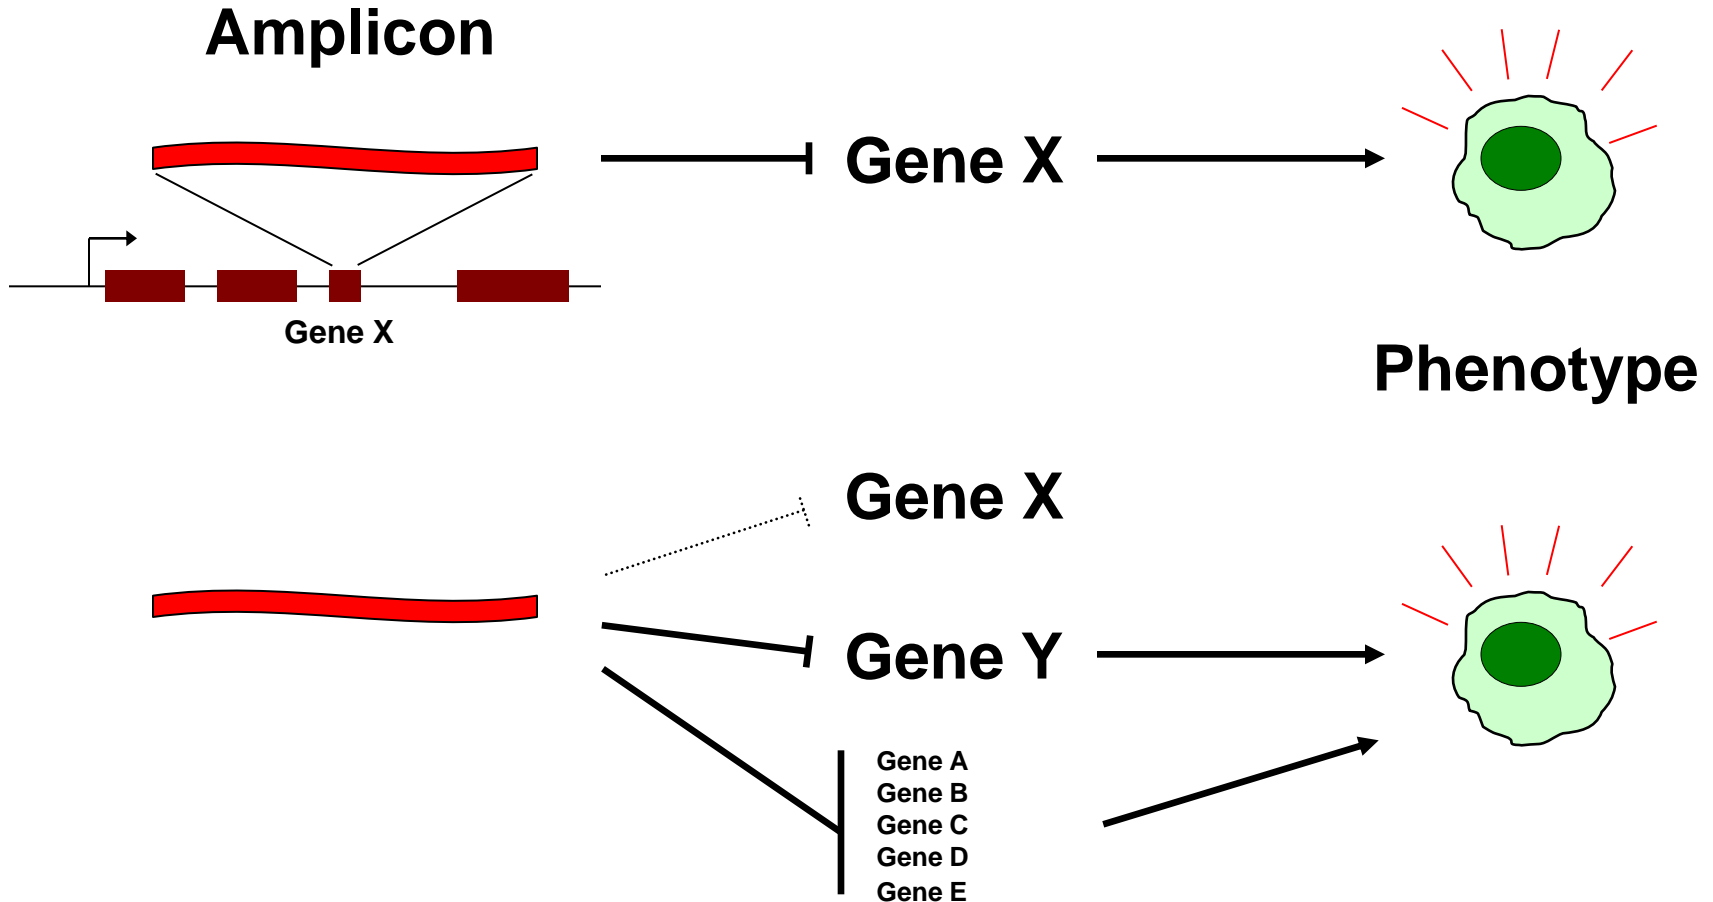 Amplicon
Gene X
Gene X
Phenotype
Gene X
Gene Y
Gene A
Gene B
Gene C
Gene D
Gene E